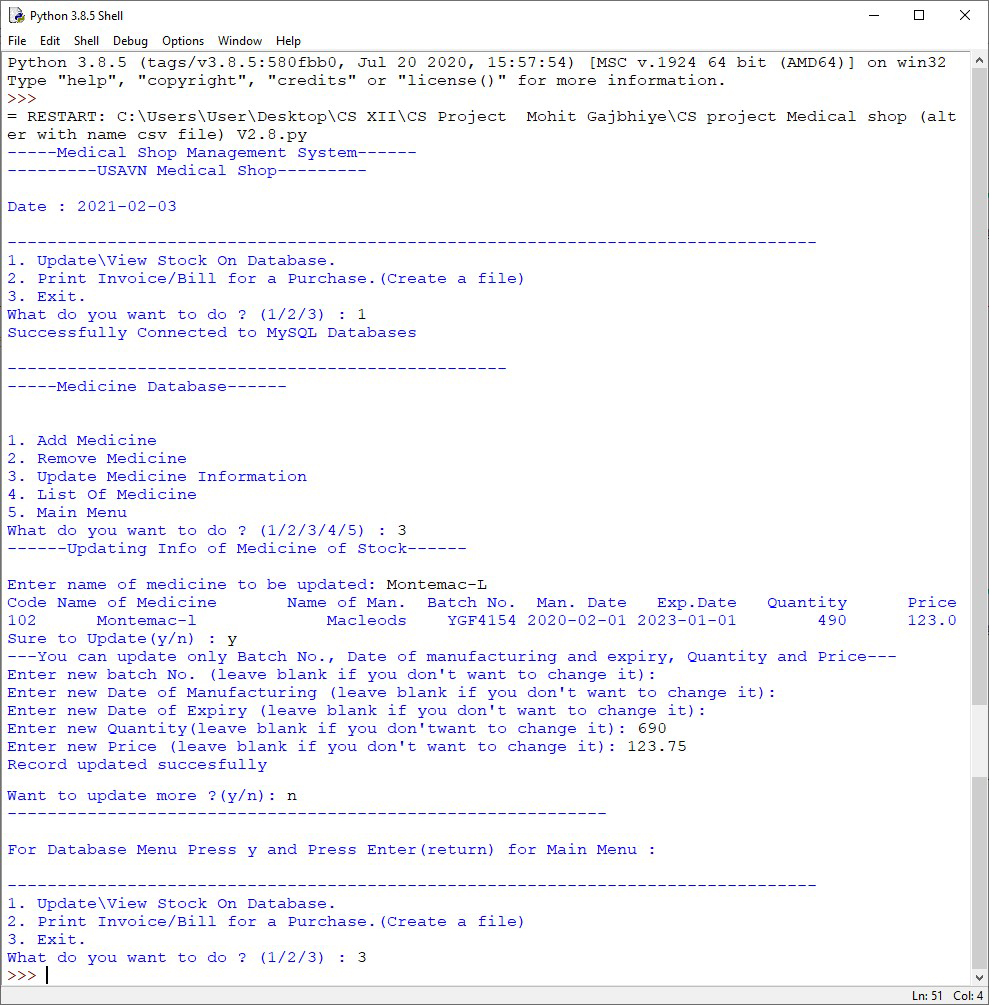 Python 3.8.5 Shell
File Edit Shell Debug Options Window Help
Python 3.8.5 (tags/v3.8.5:580fbb0, Jul 20 2020, 15:57:54) [MSC v.1924 64 bit (AMD64)] on win32
Type "help", "copyright", "credits" or "license()" for more information.
>>>
= RESTART: C:\Users\User\Desktop\CS XII\CS Project  Mohit Gajbhiye\CS project Medical shop (alt
er with name csv file) V2.8.py
-----Medical Shop Management System------
---------USAVN Medical Shop---------
Date : 2021-02-03
---------------------------------------------------------------------------------
1. Update\View Stock On Database.
2. Print Invoice/Bill for a Purchase.(Create a file)
3. Exit.
What do you want to do ? (1/2/3) : 1
Successfully Connected to MySQL Databases
--------------------------------------------------
-----Medicine Database------
1. Add Medicine
2. Remove Medicine
3. Update Medicine Information
4. List Of Medicine
5. Main Menu
What do you want to do ? (1/2/3/4/5) : 3
------Updating Info of Medicine of Stock------
Enter name of medicine to be updated: Montemac-L
Code Name of Medicine       Name of Man.  Batch No.  Man. Date   Exp.Date   Quantity      Price
102      Montemac-l             Macleods    YGF4154 2020-02-01 2023-01-01        490      123.0
Sure to Update(y/n) : y
---You can update only Batch No., Date of manufacturing and expiry, Quantity and Price---
Enter new batch No. (leave blank if you don't want to change it):
Enter new Date of Manufacturing (leave blank if you don't want to change it):
Enter new Date of Expiry (leave blank if you don't want to change it):
Enter new Quantity(leave blank if you don'twant to change it): 690
Enter new Price (leave blank if you don't want to change it): 123.75
Record updated succesfully
Want to update more ?(y/n): n
------------------------------------------------------------
For Database Menu Press y and Press Enter(return) for Main Menu :
---------------------------------------------------------------------------------
1. Update\View Stock On Database.
2. Print Invoice/Bill for a Purchase.(Create a file)
3. Exit.
What do you want to do ? (1/2/3) : 3
>>>
Ln: 51 Col: 4